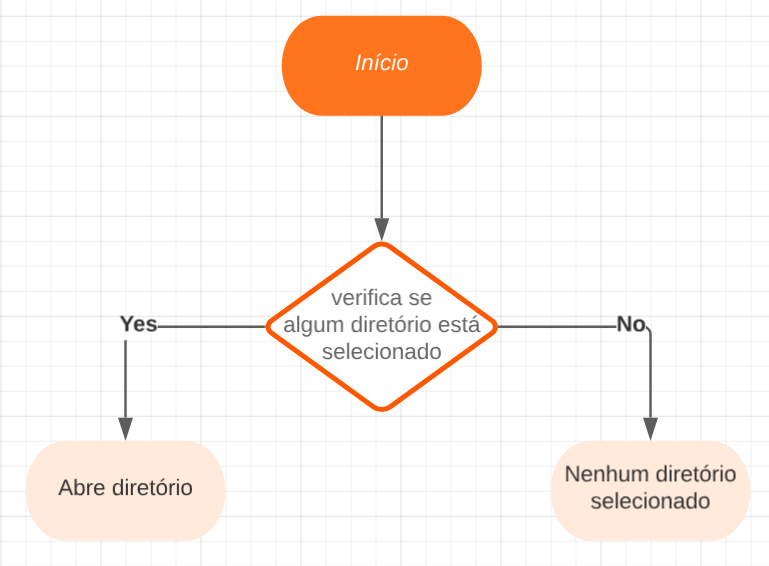 Início
verifica se
algum diretório está
selecionado
Yes
No
Abre diretório
Nenhum diretório
selecionado